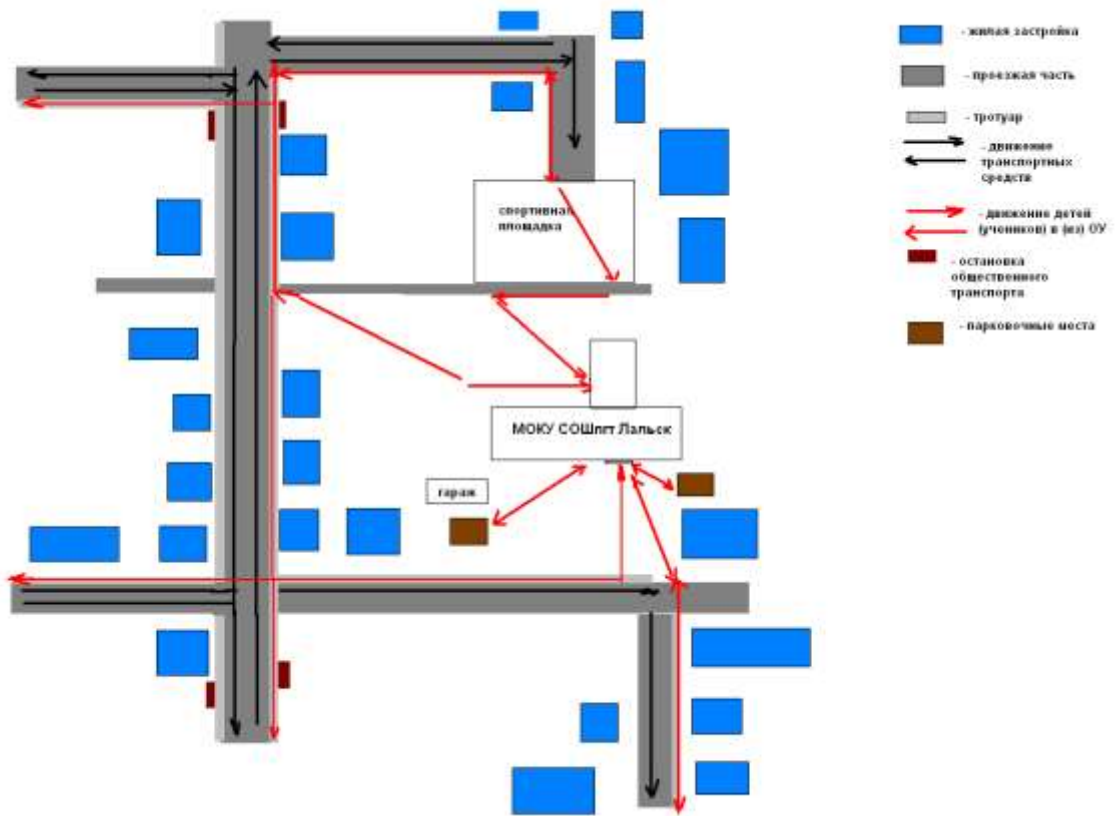 - жилая застройка
- проезжая часть
- тротуар
- движение
транспортных
средств
- движение детей
(учеников) в (из) ОУ
- остановка
общественного
транспорта
- парковочные места
спортивная
площадка
МОКУ СОШпгт Лальск
гараж